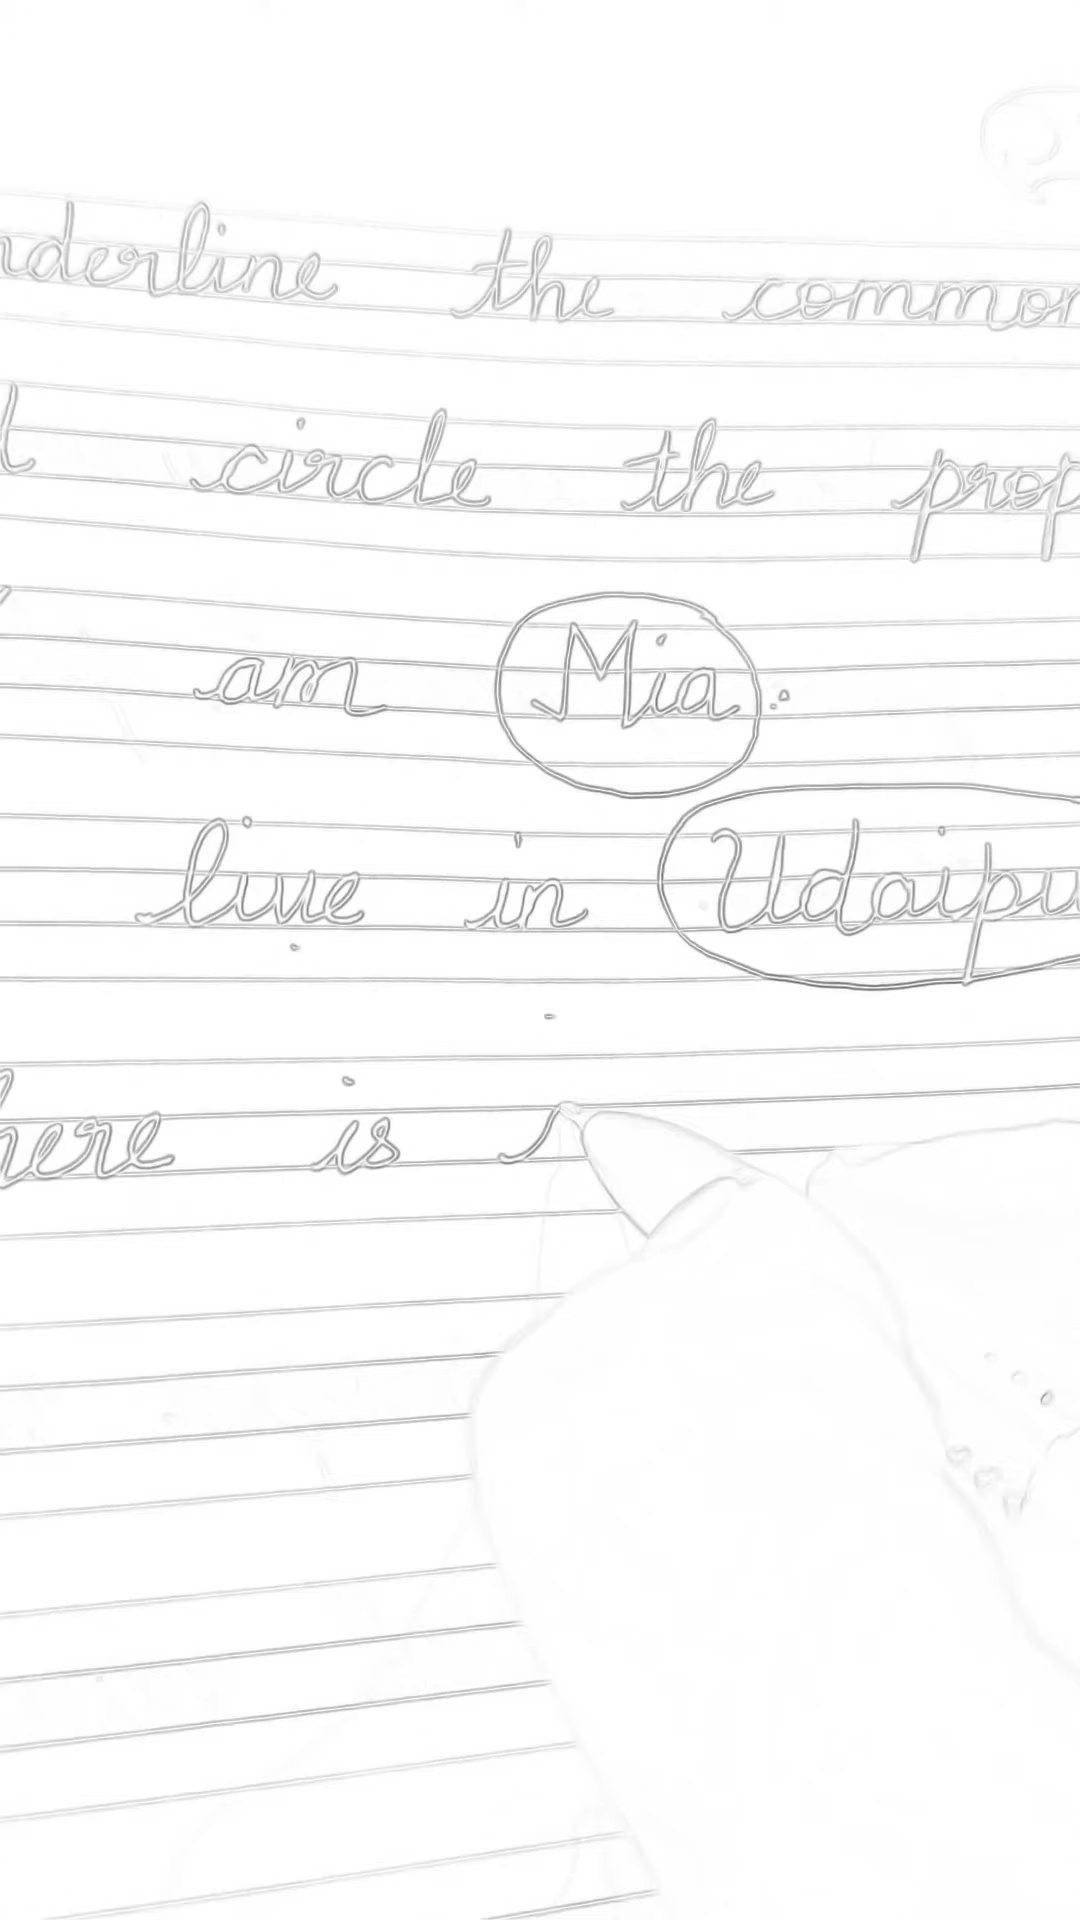 nderline the common
circle the prop
am Mia.
live in Udaipu
here is